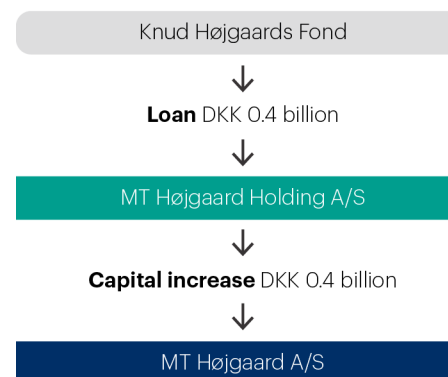 Knud Højgaards Fond
Loan DKK 0.4 billion
MT Højgaard Holding A/S
Capital increase DKK 0.4 billion
MT Højgaard A/S